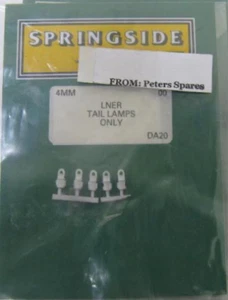 SPRINGSIDE
FROM: Peters Spares
4MM 00
LNER
TAIL LAMPS
ONLY
DA20